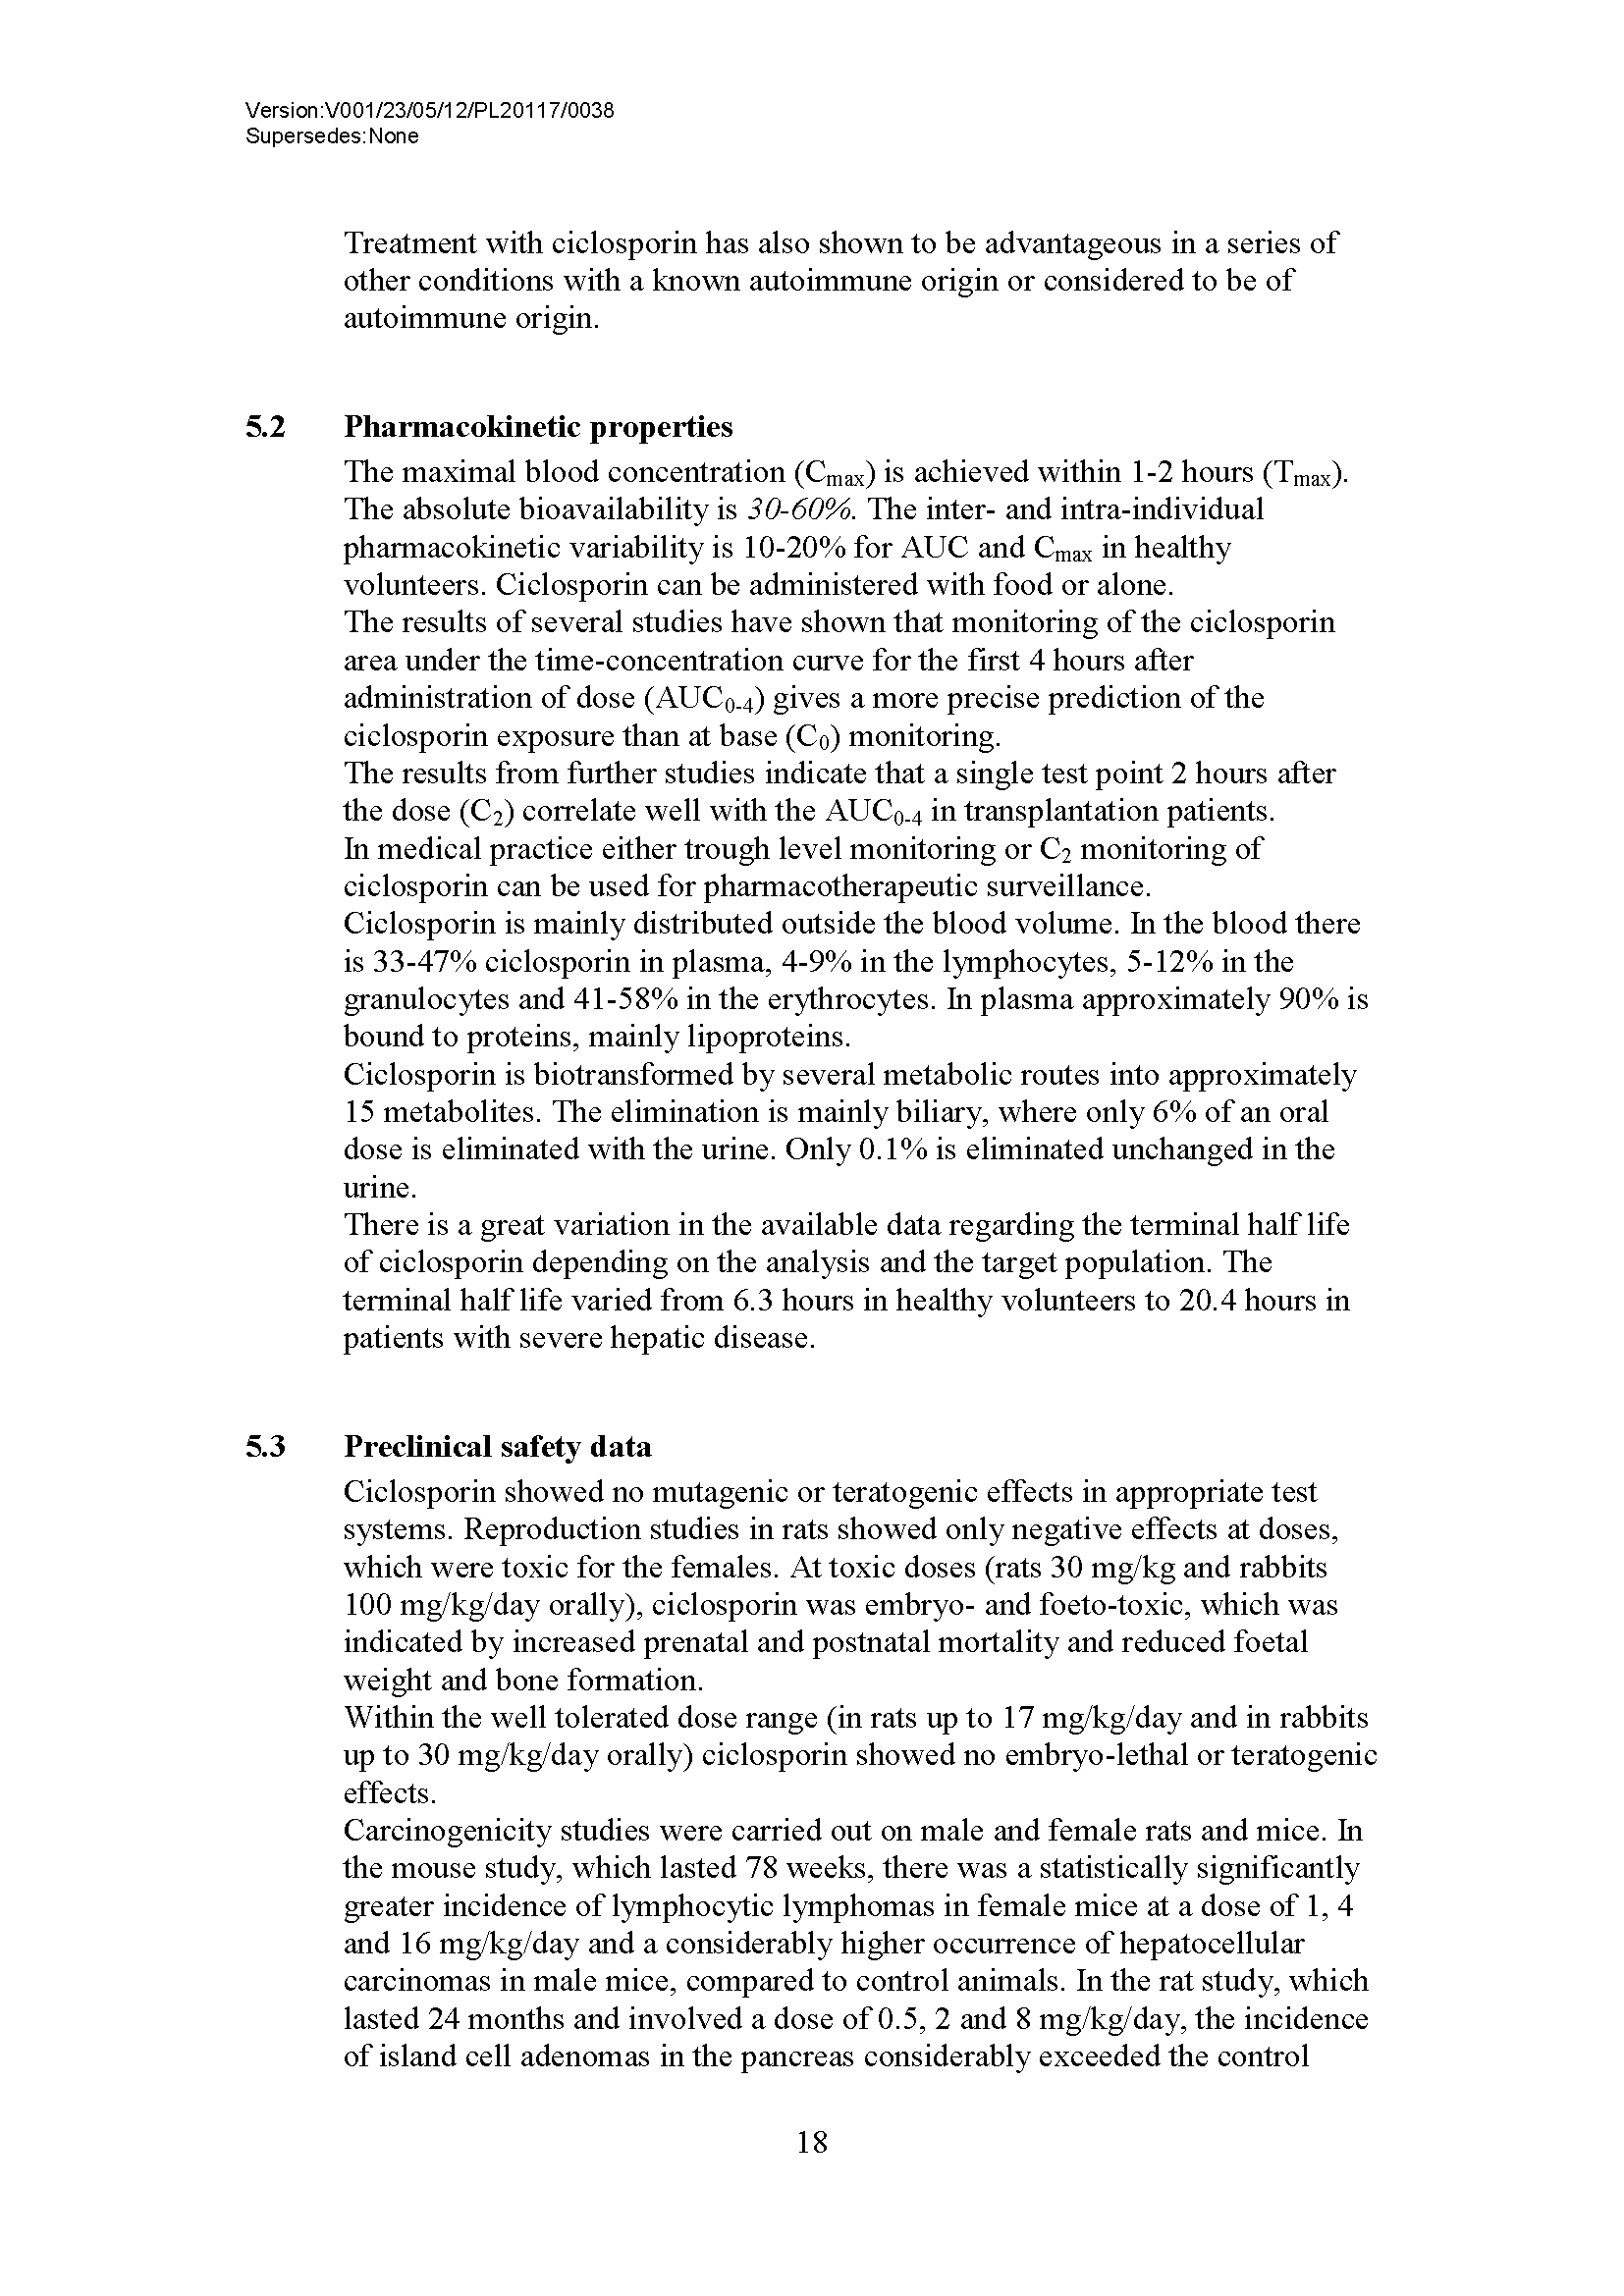 Version:V001/23/05/12/PL20117/0038
Supersedes:None
Treatment with ciclosporin has also shown to be advantageous in a series of
other conditions with a known autoimmune origin or considered to be of
autoimmune origin.
5.2 Pharmacokinetic properties
The maximal blood concentration (Cmax) is achieved within 1-2 hours (Tmax).
The absolute bioavailability is 30-60%. The inter- and intra-individual
pharmacokinetic variability is 10-20% for AUC and Cmax in healthy
volunteers. Ciclosporin can be administered with food or alone.
The results of several studies have shown that monitoring of the ciclosporin
area under the time-concentration curve for the first 4 hours after
administration of dose (AUC0-4) gives a more precise prediction of the
ciclosporin exposure than at base (C0) monitoring.
The results from further studies indicate that a single test point 2 hours after
the dose (C2) correlate well with the AUC0-4 in transplantation patients.
In medical practice either trough level monitoring or C2 monitoring of
ciclosporin can be used for pharmacotherapeutic surveillance.
Ciclosporin is mainly distributed outside the blood volume. In the blood there
is 33-47% ciclosporin in plasma, 4-9% in the lymphocytes, 5-12% in the
granulocytes and 41-58% in the erythrocytes. In plasma approximately 90% is
bound to proteins, mainly lipoproteins.
Ciclosporin is biotransformed by several metabolic routes into approximately
15 metabolites. The elimination is mainly biliary, where only 6% of an oral
dose is eliminated with the urine. Only 0.1% is eliminated unchanged in the
urine.
There is a great variation in the available data regarding the terminal half life
of ciclosporin depending on the analysis and the target population. The
terminal half life varied from 6.3 hours in healthy volunteers to 20.4 hours in
patients with severe hepatic disease.
5.3 Preclinical safety data
Ciclosporin showed no mutagenic or teratogenic effects in appropriate test
systems. Reproduction studies in rats showed only negative effects at doses,
which were toxic for the females. At toxic doses (rats 30 mg/kg and rabbits
100 mg/kg/day orally), ciclosporin was embryo- and foeto-toxic, which was
indicated by increased prenatal and postnatal mortality and reduced foetal
weight and bone formation.
Within the well tolerated dose range (in rats up to 17 mg/kg/day and in rabbits
up to 30 mg/kg/day orally) ciclosporin showed no embryo-lethal or teratogenic
effects.
Carcinogenicity studies were carried out on male and female rats and mice. In
the mouse study, which lasted 78 weeks, there was a statistically significantly
greater incidence of lymphocytic lymphomas in female mice at a dose of 1, 4
and 16 mg/kg/day and a considerably higher occurrence of hepatocellular
carcinomas in male mice, compared to control animals. In the rat study, which
lasted 24 months and involved a dose of 0.5, 2 and 8 mg/kg/day, the incidence
of island cell adenomas in the pancreas considerably exceeded the control
18